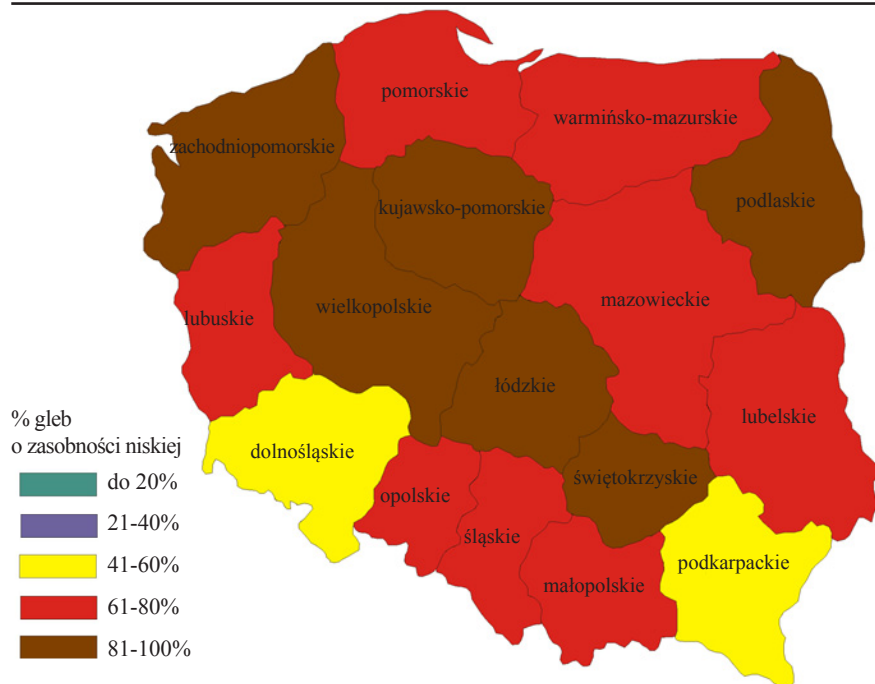 pomorskie
warmińsko-mazurskie
zachodniopomorskie
kujawsko-pomorskie
podlaskie
mazowieckie
wielkopolskie
lubuskie
łódzkie
lubelskie
dolnośląskie
świętokrzyskie
opolskie
śląskie
podkarpackie
małopolskie
% gleb
o zasobności niskiej
do 20%
21-40%
41-60%
61-80%
81-100%